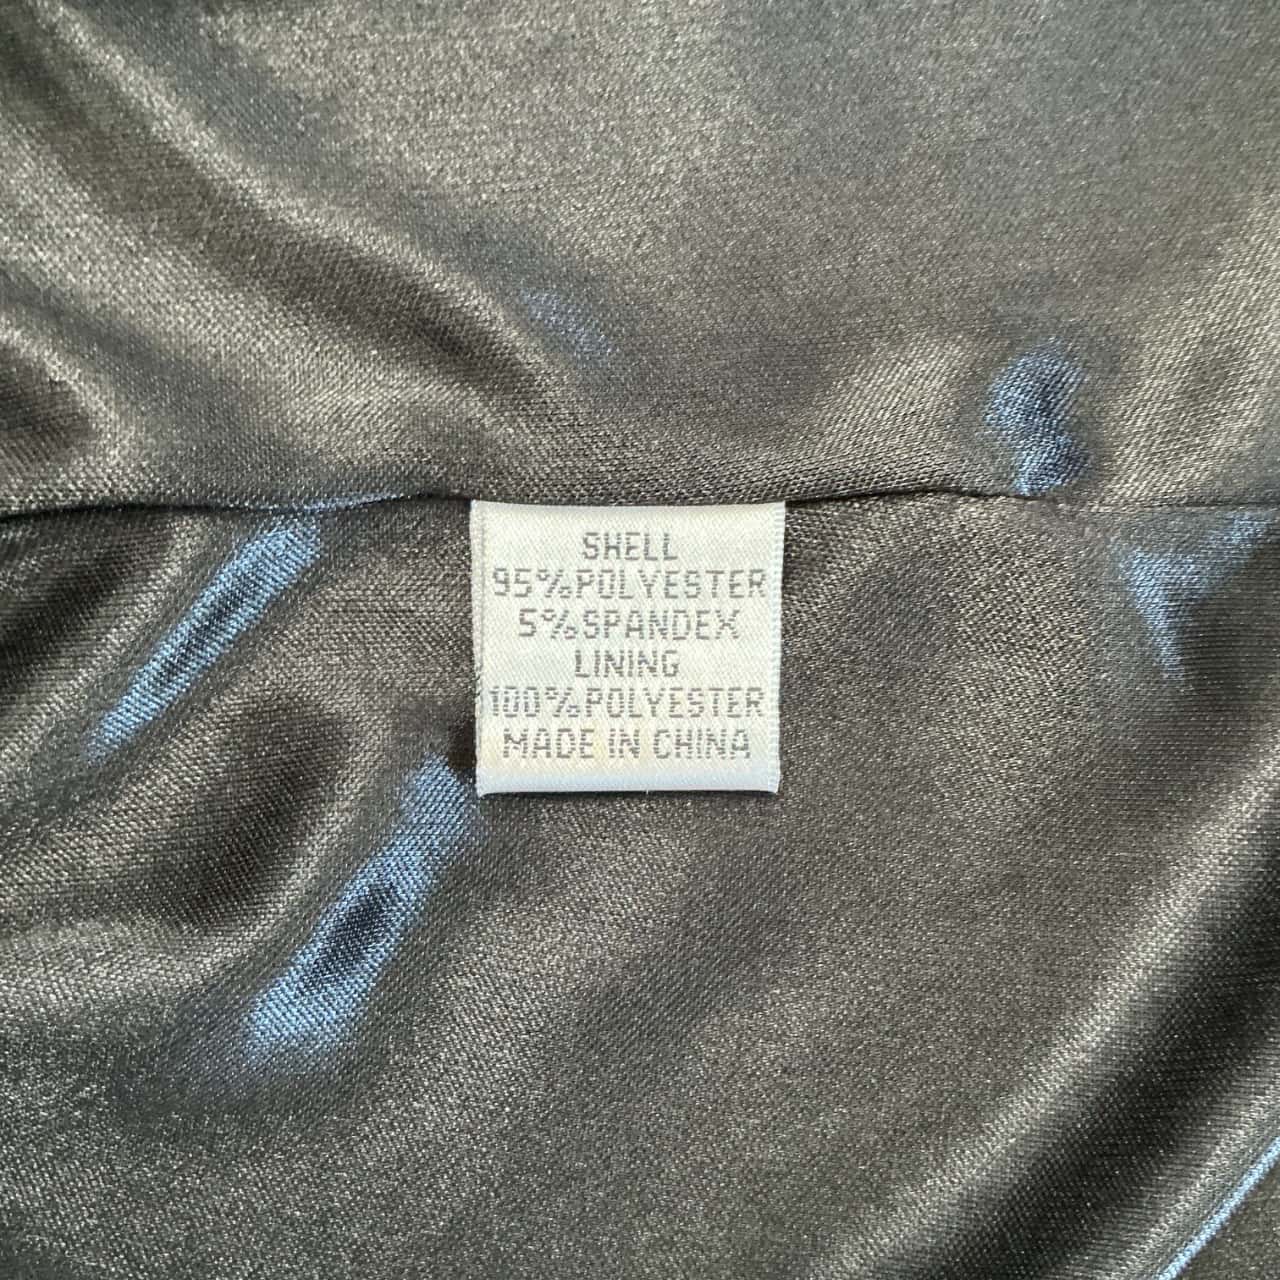 SHELL
95%POLYESTER
5%SPANDEX
LINING
100%POLYESTER
MADE IN CHINA